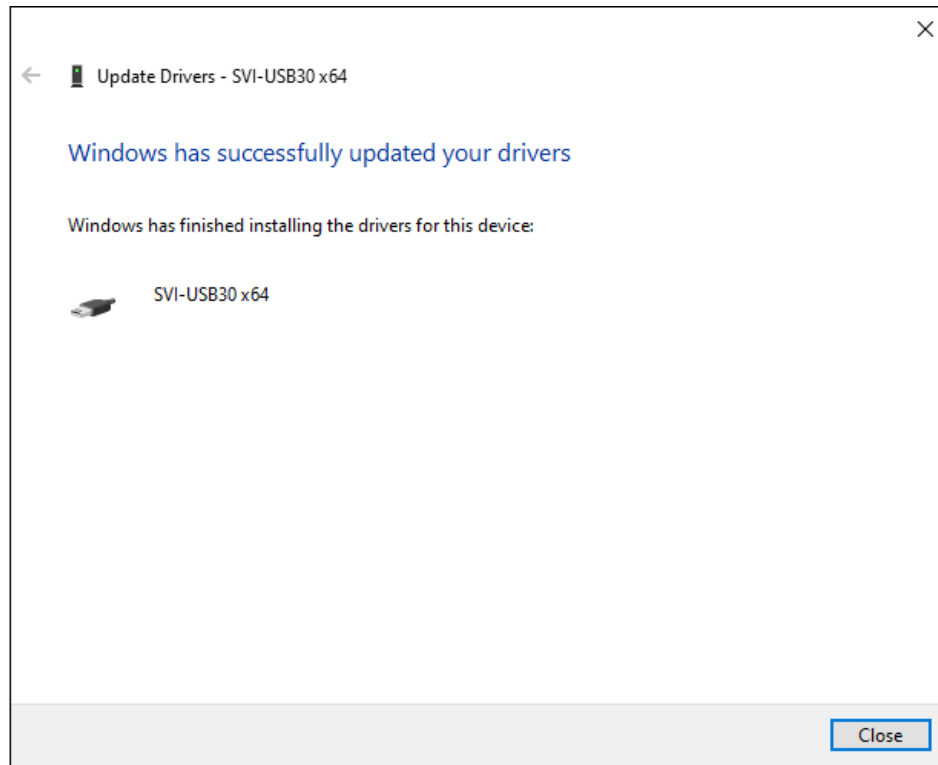 Update Drivers - SVI-USB30 x64
Windows has successfully updated your drivers
Windows has finished installing the drivers for this device:
SVI-USB30 x64
Close